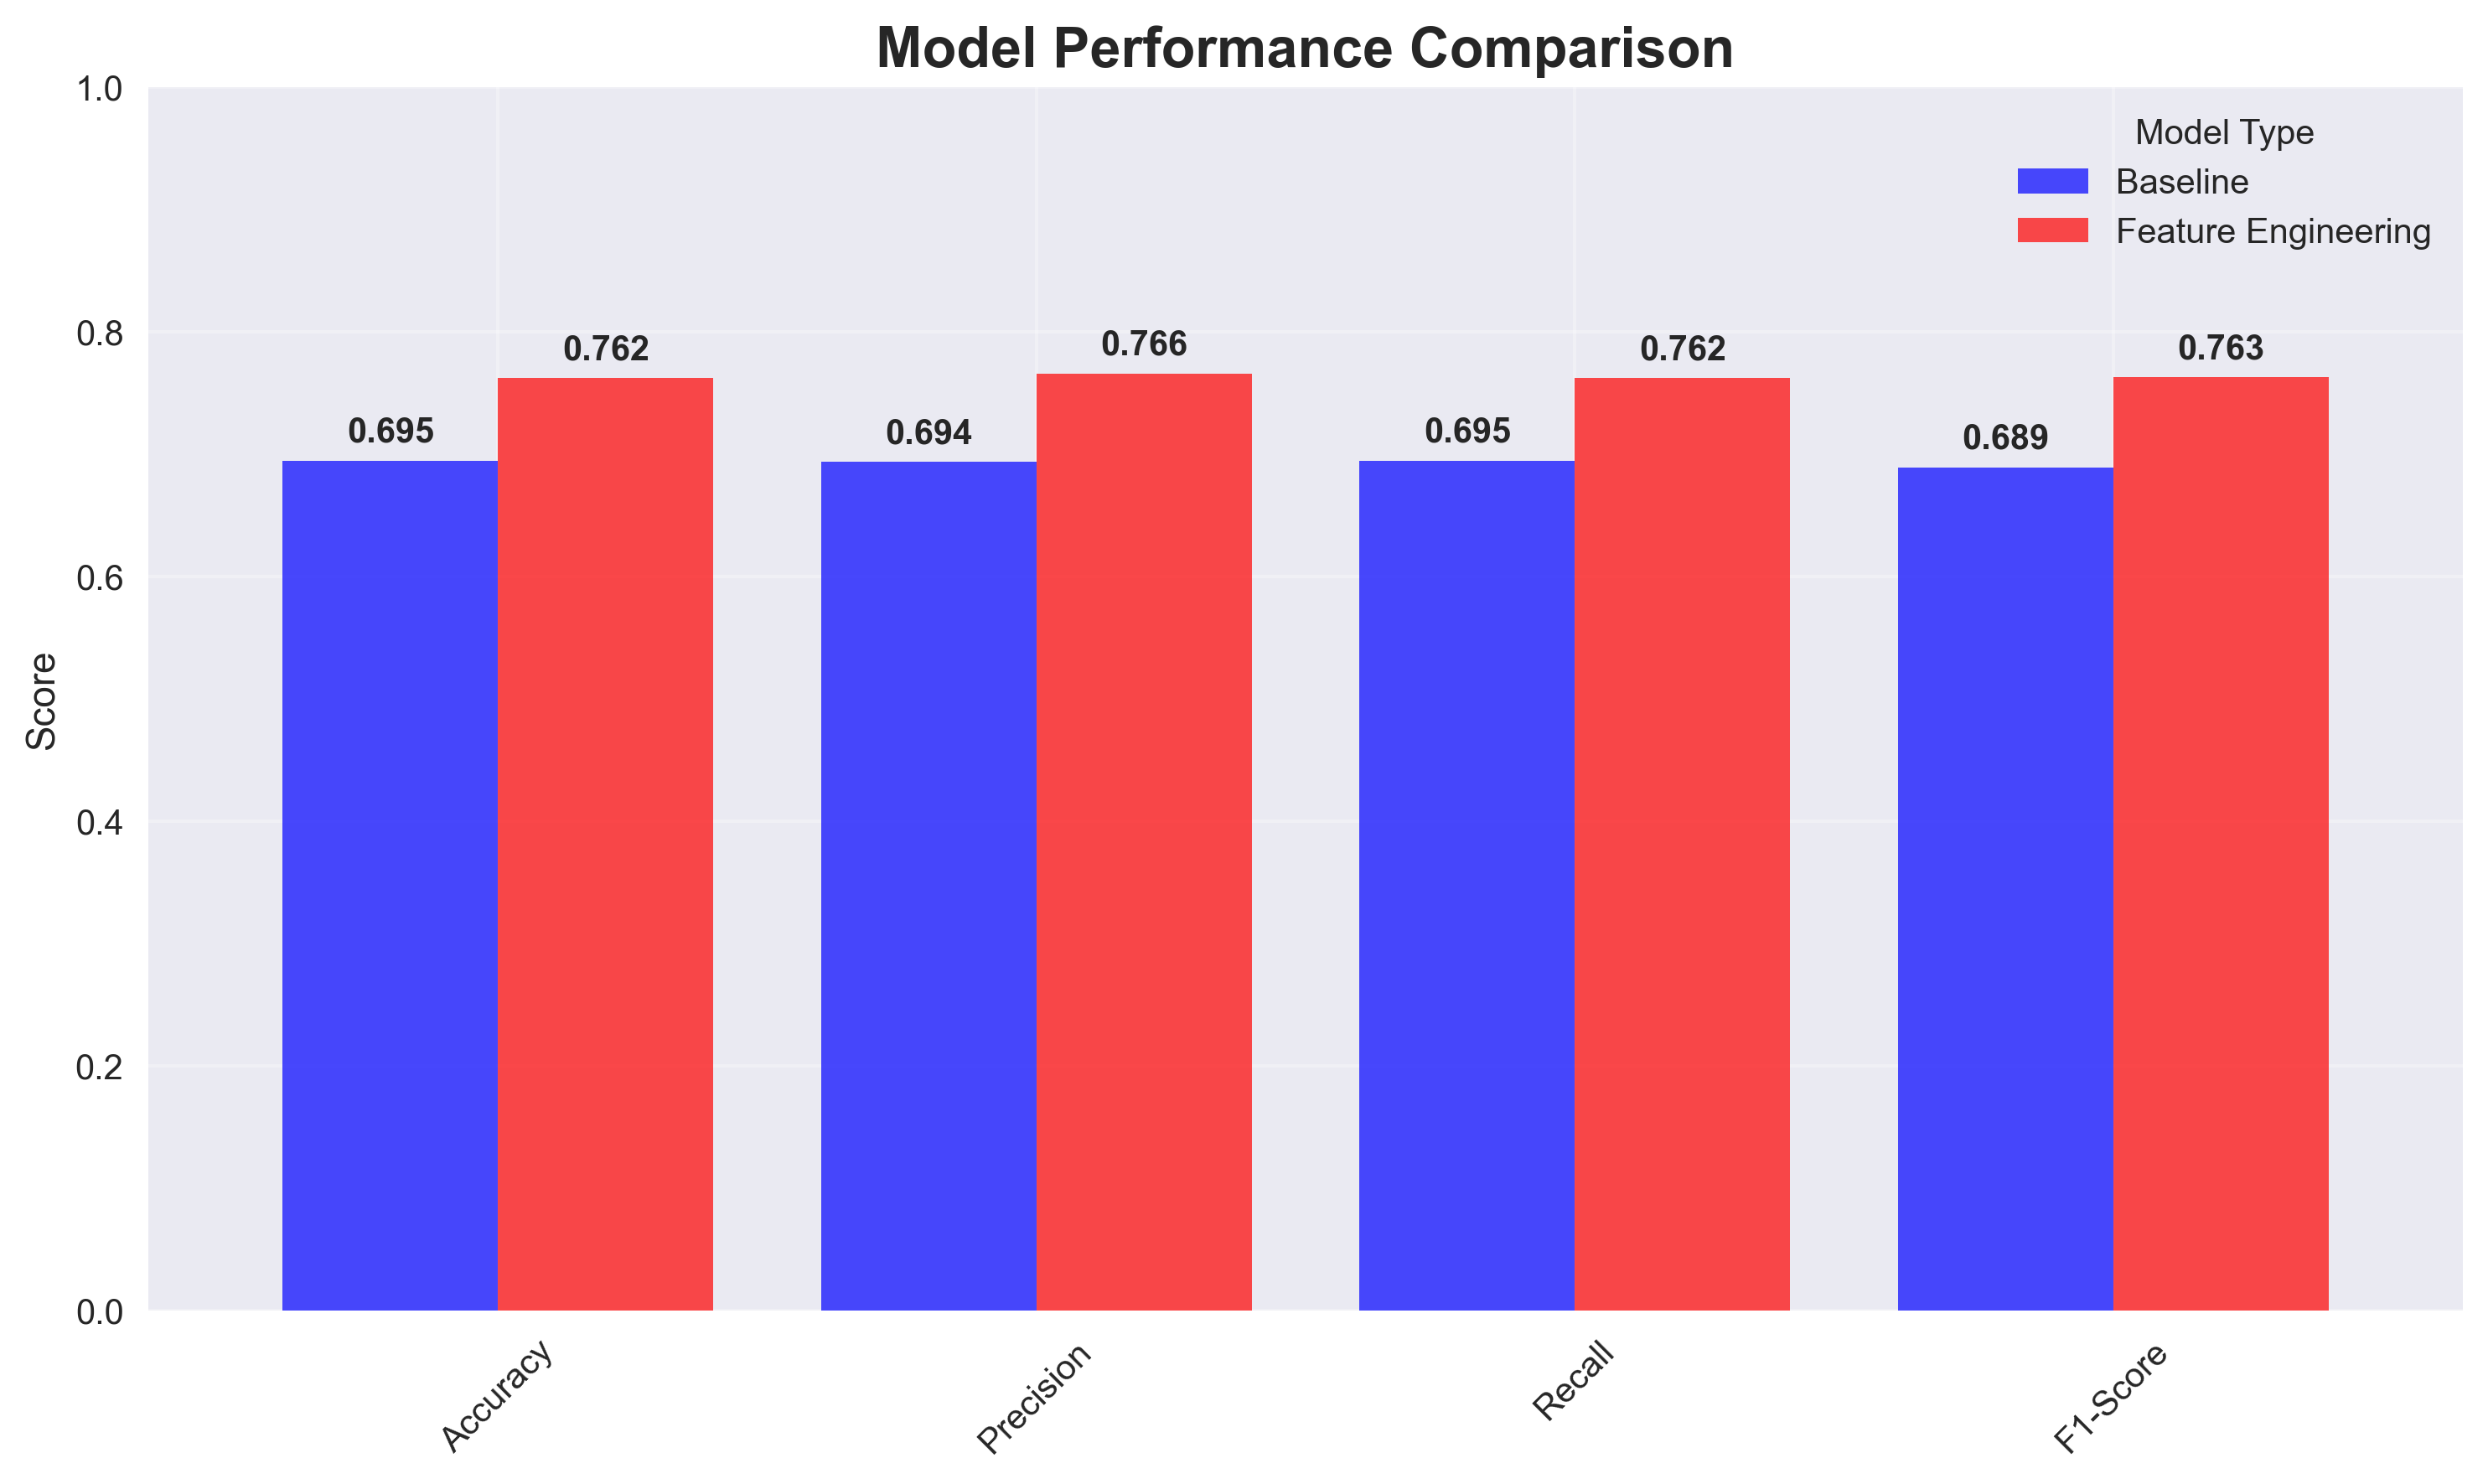 Model Performance Comparison
1.0
0.8
0.6
0.4
0.2
0.0
Score
Model Type
Baseline
Feature Engineering
0.695
0.762
0.694
0.766
0.695
0.762
0.689
0.763
Accuracy
Precision
Recall
F1-Score